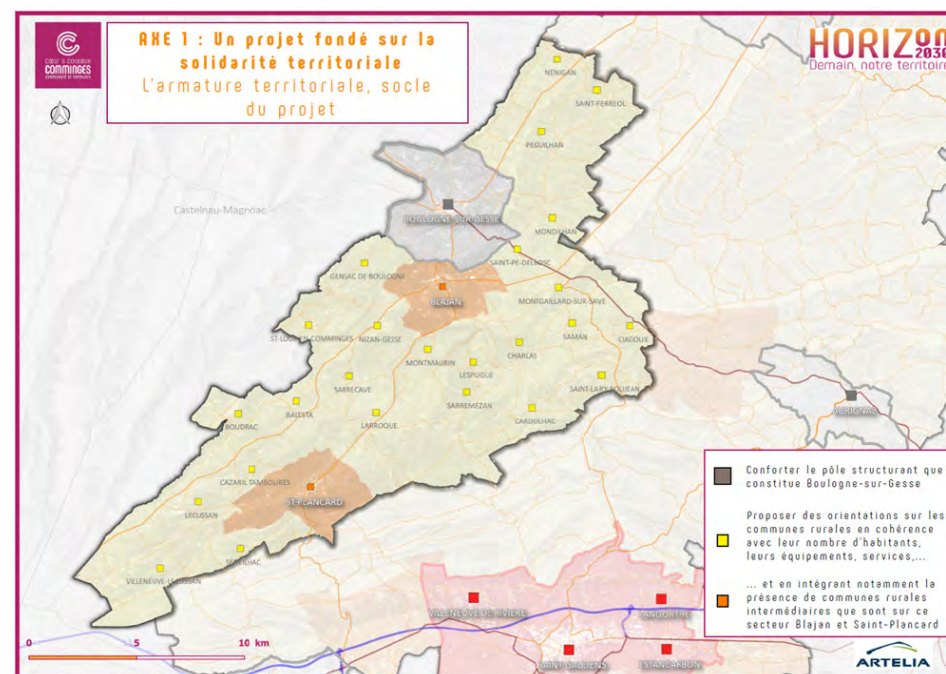 CŒUR & COTEAUX
COMMINGES
AXE 1 : Un projet fondé sur la
solidarité territoriale
L'armature territoriale, socle
du projet
HORIZON
2030
Demain, notre territoire
NENIGAN
SAINT-FERREOL
PEGUILHAN
Castelnau-Magnoac
BOULOGNE-SUR-GESSE
MONDILHAN
SAINT-PE-DELBOSC
GENSAC DE BOULOGNE
BLAJAN
MONTGAILLARD-SUR-SAVE
ST-LOUP EN COMMINGES
NIZAN-GESSE
SAMAN
CIADOUX
CHARLAS
MONTMAURIN
LESPUGUE
SARRECAVE
SAINT-LARY BOUJEAN
SARREMEZAN
AURIGNAC
BALESTA
BOUDRAC
LARROQUE
CARDEILHAC
CAZARIL TAMBOURES
ST-PLANCARD
LECUSSAN
SEDEILHAC
VILLENEUVE-LECUSSAN
VILLENEUVE DE RIVIERE
LANDORTHE
SAINT-GAUDENS
ESTANCARBON
Conforter le pôle structurant que
constitue Boulogne-sur-Gesse
Proposer des orientations sur les
communes rurales en cohérence
avec leur nombre d'habitants,
leurs équipements, services,...
... et en intégrant notamment la
présence de communes rurales
intermédiaires que sont sur ce
secteur Blajan et Saint-Plancard
0 5 10 km
ARTELIA